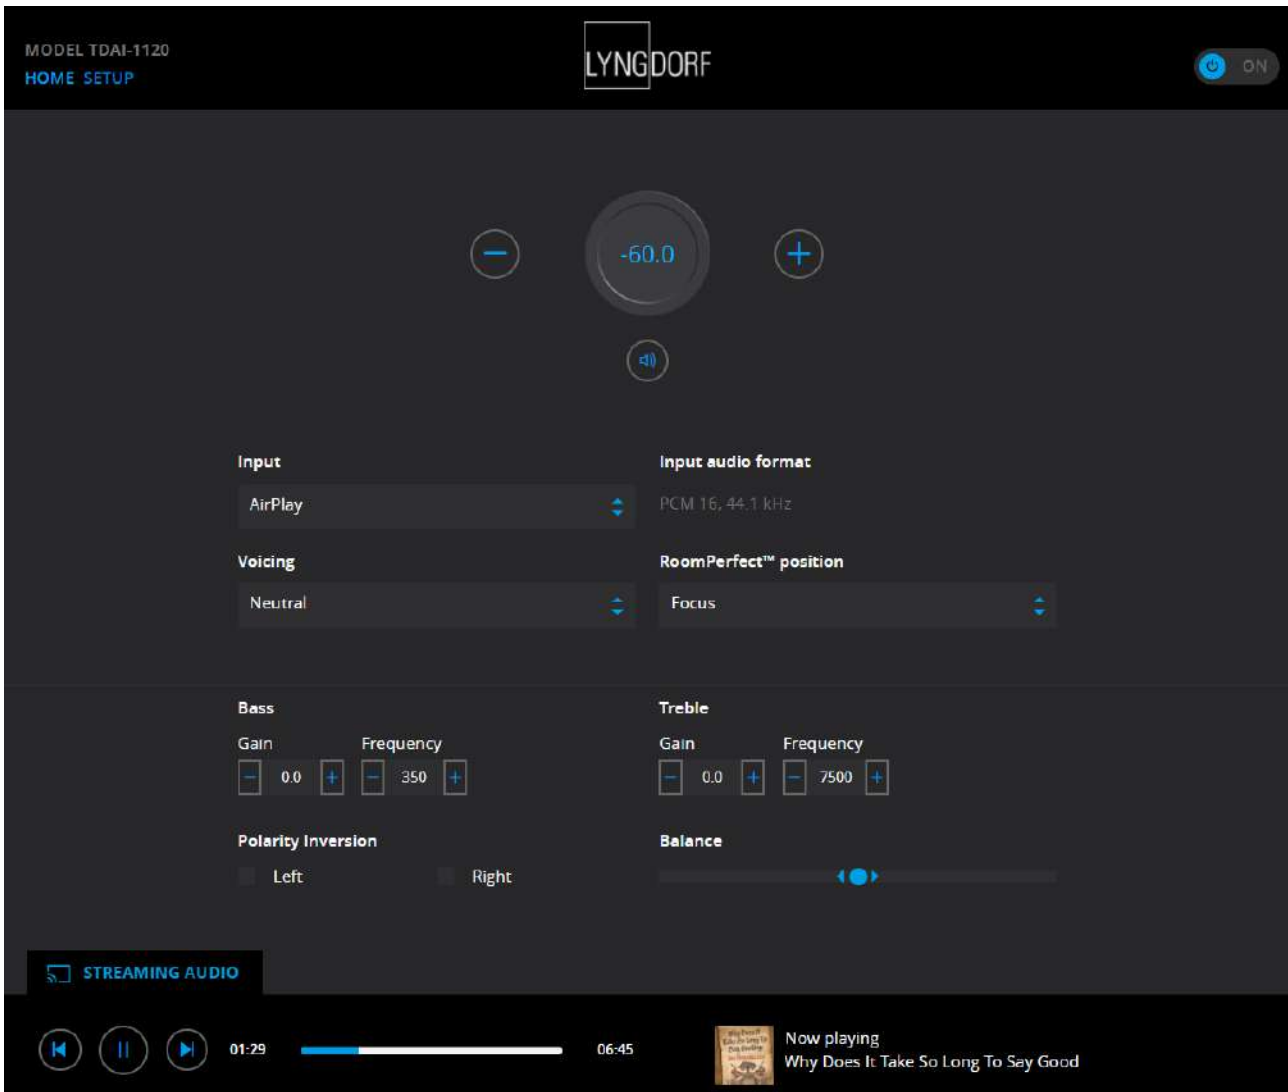 MODEL TDAI-1120
HOME SETUP
LYNGDORF
ON
-60.0
Input
AirPlay
Input audio format
PCM 16, 44.1 kHz
Voicing
Neutral
RoomPerfect™ position
Focus
Bass
Gain Frequency
- 0.0 + - 350 +
Treble
Gain Frequency
- 0.0 + - 7500 +
Polarity Inversion
Left Right
Balance
STREAMING AUDIO
01:29 06:45
Now playing
Why Does It Take So Long To Say Good